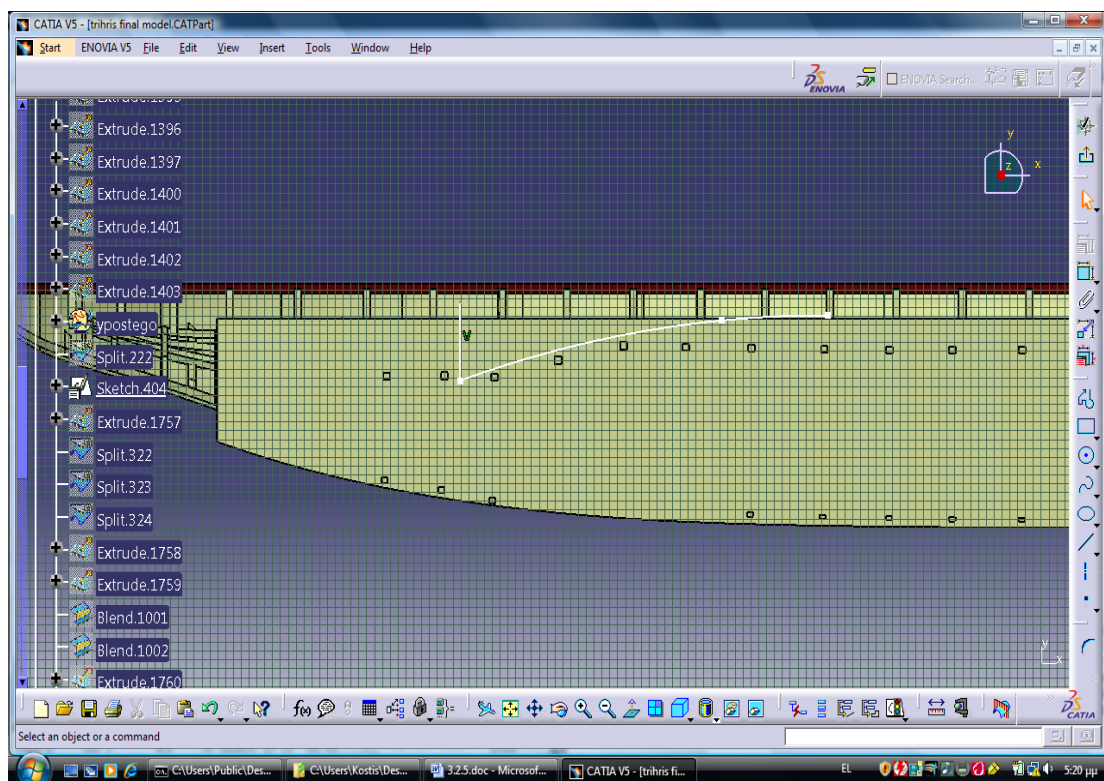 CATIA V5 - [trihris final model.CATPart]
Start ENOVIA V5 File Edit View Insert Tools Window Help
ENOVIA ENOVIA Search...
Extrude.1396
Extrude.1397
Extrude.1400
Extrude.1401
Extrude.1402
Extrude.1403
ypostego
Split.222
Sketch.404
Extrude.1757
Split.322
Split.323
Split.324
Extrude.1758
Extrude.1759
Blend.1001
Blend.1002
Extrude.1760
y
x
z
V
y
x
f(x)
CATIA
Select an object or a command
C:\Users\Public\Des... C:\Users\Kostis\Des... 3.2.5.doc - Microsof... CATIA V5 - [trihris fi... EL 5:20 μμ